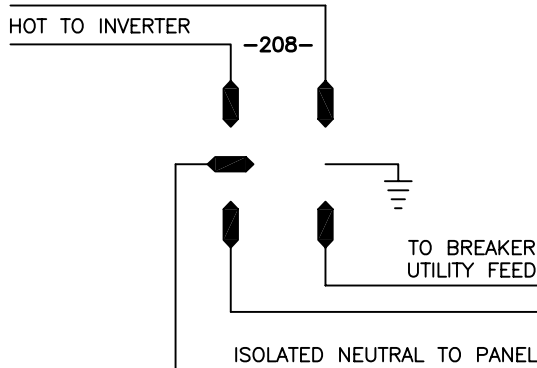 HOT TO INVERTER
-208-
TO BREAKER
UTILITY FEED
ISOLATED NEUTRAL TO PANEL